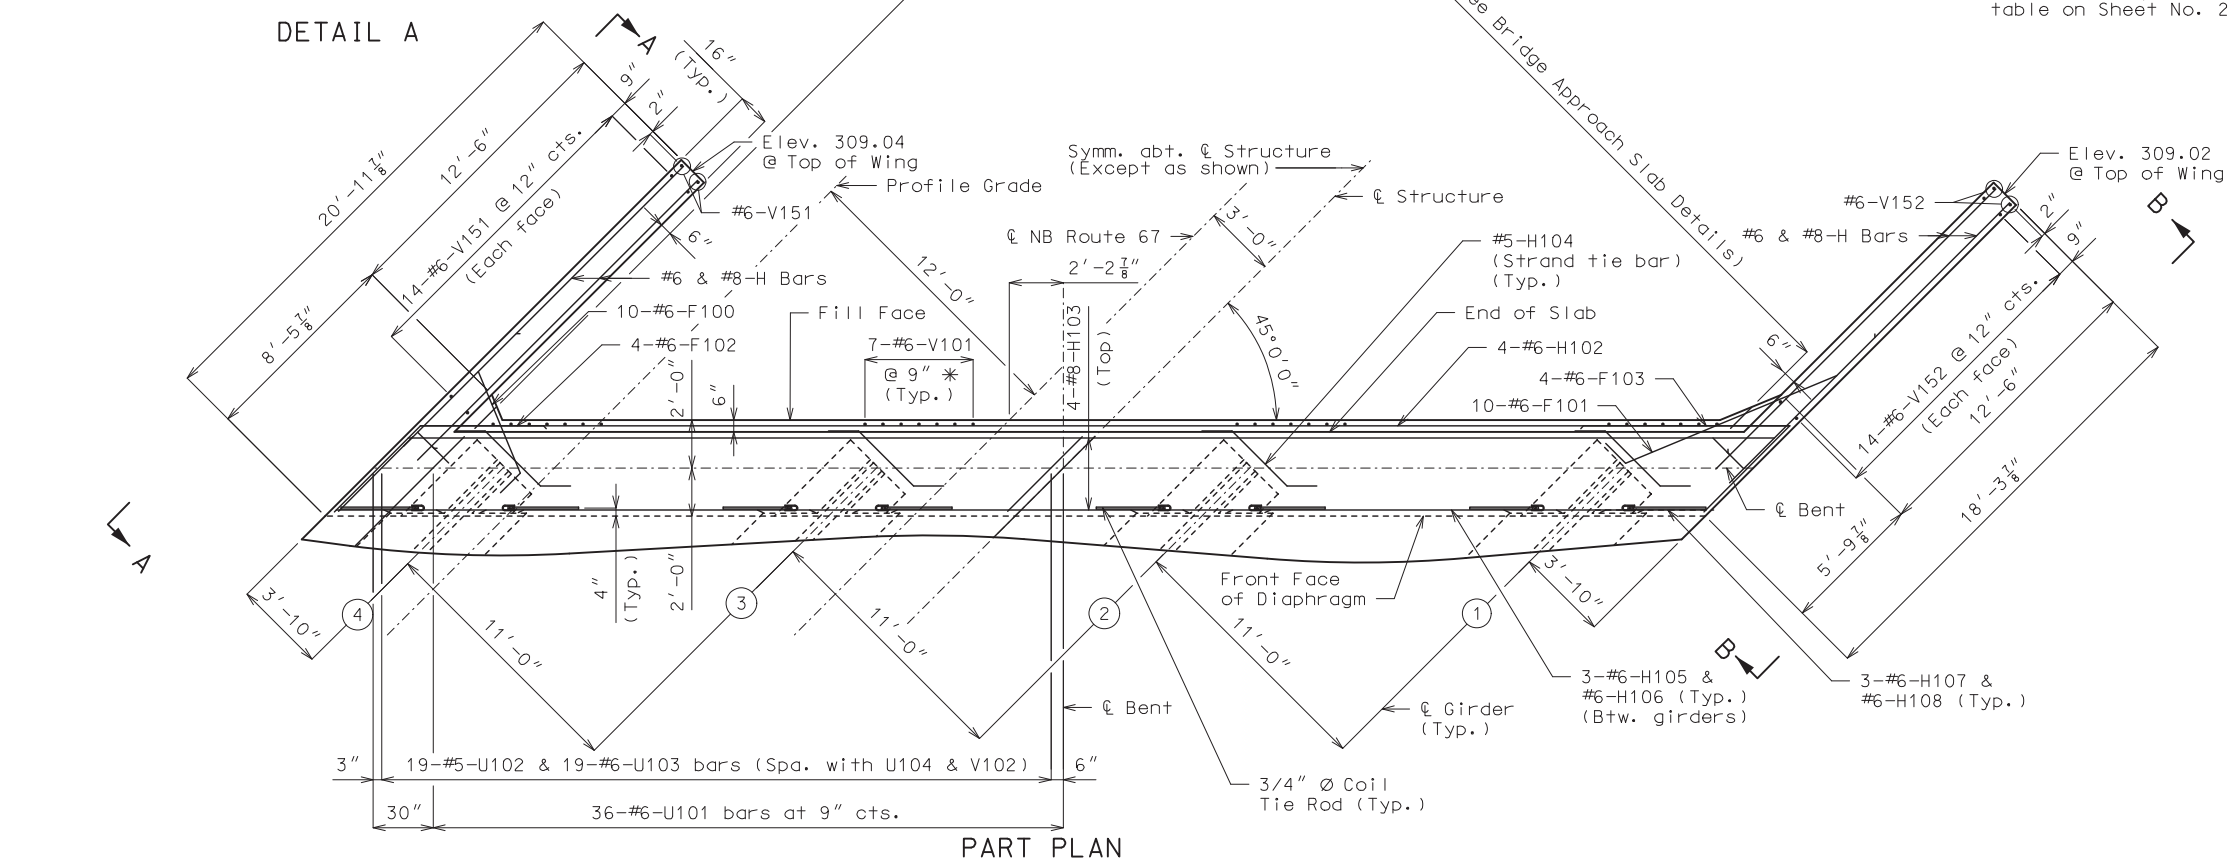 table on Sheet No. 2
DETAIL A
A
16"
(Typ.)
9"
2"
12'-6"
20'-11 7/8"
8'-5 7/8"
14-#6-V151 @ 12" cts.
(Each face)
Elev. 309.04
@ Top of Wing
Profile Grade
#6-V151
6"
#6 & #8-H Bars
10-#6-F100
4-#6-F102
Fill Face
12'-0"
7-#6-V101
@ 9" *
(Typ.)
2'-0"
6"
Symm. abt. ℄ Structure
(Except as shown)
℄ Structure
℄ NB Route 67
3'-0"
2'-2 7/8"
4-#8-H103
(Top)
45°0'0"
#5-H104
(Strand tie bar)
(Typ.)
End of Slab
4-#6-H102
4-#6-F103
10-#6-F101
Bridge Approach Slab Details)
Elev. 309.02
@ Top of Wing
#6-V152
#6 & #8-H Bars
B
2"
9"
6"
14-#6-V152 @ 12" cts.
(Each face)
12'-6"
18'-3 7/8"
5'-9 7/8"
℄ Bent
A
3'-10"
4
11'-0"
4"
(Typ.)
2'-0"
3
11'-0"
2
11'-0"
1
3'-10"
Front Face
of Diaphragm
B
3-#6-H105 &
#6-H106 (Typ.)
(Btw. girders)
3-#6-H107 &
#6-H108 (Typ.)
℄ Bent
℄ Girder
(Typ.)
3"
19-#5-U102 & 19-#6-U103 bars (Spa. with U104 & V102)
6"
3/4" Ø Coil
Tie Rod (Typ.)
30"
36-#6-U101 bars at 9" cts.
PART PLAN